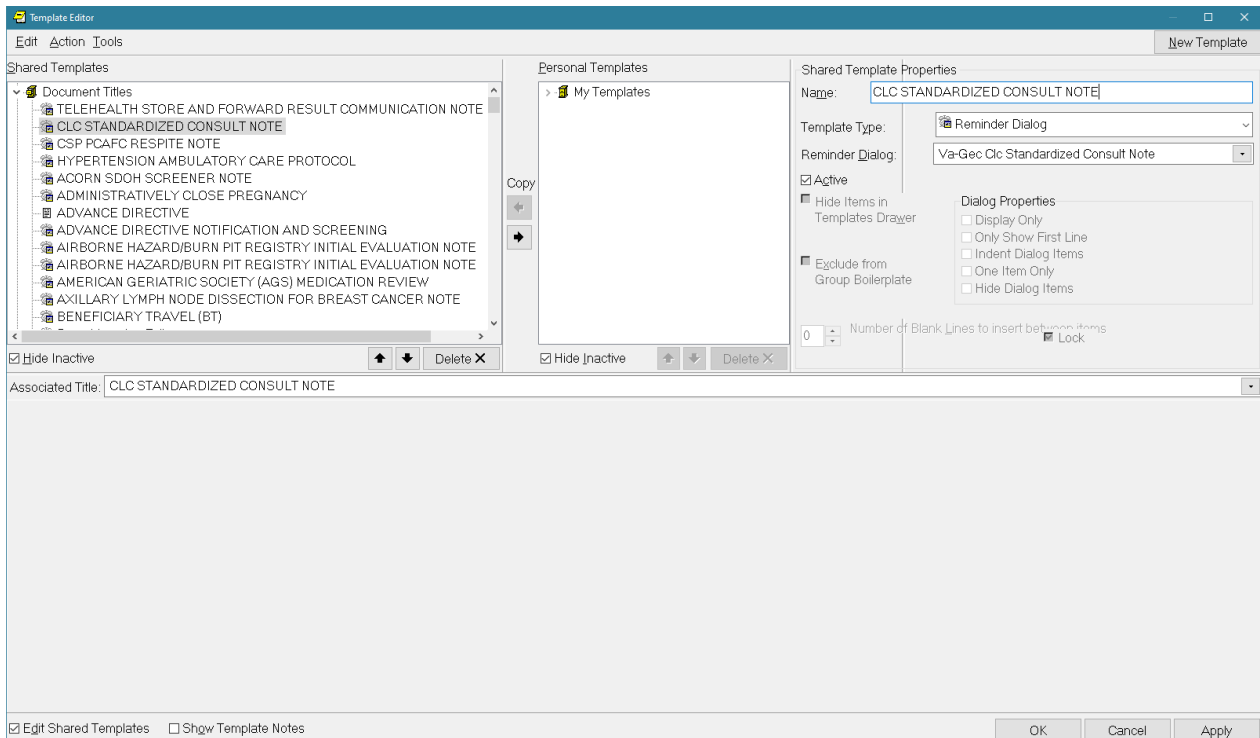 Template Editor
Edit Action Tools
New Template
Shared Templates
Document Titles
TELEHEALTH STORE AND FORWARD RESULT COMMUNICATION NOTE
CLC STANDARDIZED CONSULT NOTE
CSP PCAFC RESPITE NOTE
HYPERTENSION AMBULATORY CARE PROTOCOL
ACORN SDOH SCREENER NOTE
ADMINISTRATIVELY CLOSE PREGNANCY
ADVANCE DIRECTIVE
ADVANCE DIRECTIVE NOTIFICATION AND SCREENING
AIRBORNE HAZARD/BURN PIT REGISTRY INITIAL EVALUATION NOTE
AIRBORNE HAZARD/BURN PIT REGISTRY INITIAL EVALUATION NOTE
AMERICAN GERIATRIC SOCIETY (AGS) MEDICATION REVIEW
AXILLARY LYMPH NODE DISSECTION FOR BREAST CANCER NOTE
BENEFICIARY TRAVEL (BT)
Hide Inactive
Delete X
Copy
Personal Templates
My Templates
Hide Inactive
Delete X
Shared Template Properties
Name: CLC STANDARDIZED CONSULT NOTE
Template Type: Reminder Dialog
Reminder Dialog: Va-Gec Clc Standardized Consult Note
Active
Hide Items in
Templates Drawer
Exclude from
Group Boilerplate
Dialog Properties
Display Only
Only Show First Line
Indent Dialog Items
One Item Only
Hide Dialog Items
0 Number of Blank Lines to insert between items
Lock
Associated Title: CLC STANDARDIZED CONSULT NOTE
Edit Shared Templates Show Template Notes
OK Cancel Apply